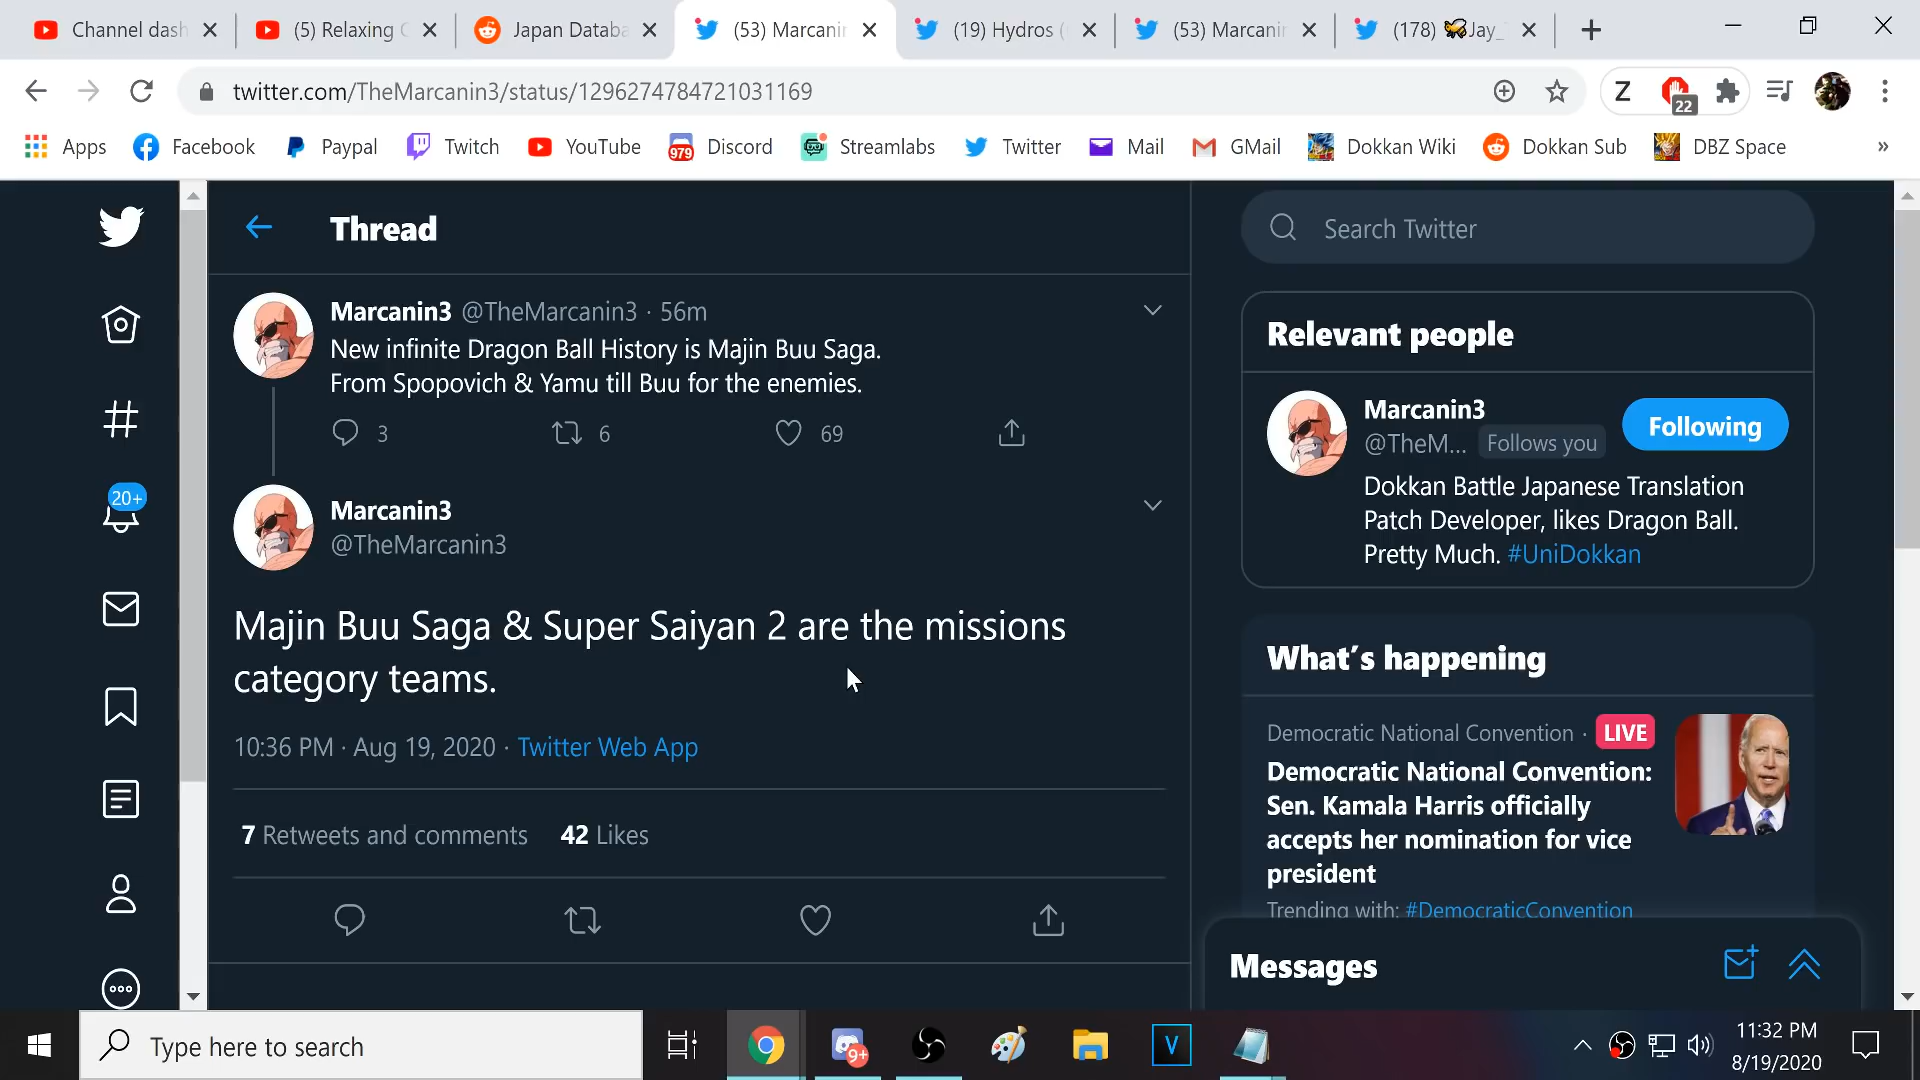 Channel dash
(5) Relaxing
Japan Databa
(53) Marcanin
(19) Hydros
(53) Marcanin
(178) 🐝Jay_
twitter.com/TheMarcanin3/status/1296274784721031169
Z
22
Apps
Facebook
Paypal
Twitch
YouTube
979
Discord
Streamlabs
Twitter
Mail
GMail
Dokkan Wiki
Dokkan Sub
DBZ Space
»
Thread
Search Twitter
Marcanin3 @TheMarcanin3 · 56m
New infinite Dragon Ball History is Majin Buu Saga.
From Spopovich & Yamu till Buu for the enemies.
3
6
69
20+
Marcanin3
@TheMarcanin3
Majin Buu Saga & Super Saiyan 2 are the missions
category teams.
10:36 PM · Aug 19, 2020 · Twitter Web App
7 Retweets and comments 42 Likes
Relevant people
Marcanin3
@TheM... Follows you
Following
Dokkan Battle Japanese Translation
Patch Developer, likes Dragon Ball.
Pretty Much. #UniDokkan
What's happening
Democratic National Convention · LIVE
Democratic National Convention:
Sen. Kamala Harris officially
accepts her nomination for vice
president
Trending with: #DemocraticConvention
Messages
Type here to search
9+
V
11:32 PM
8/19/2020